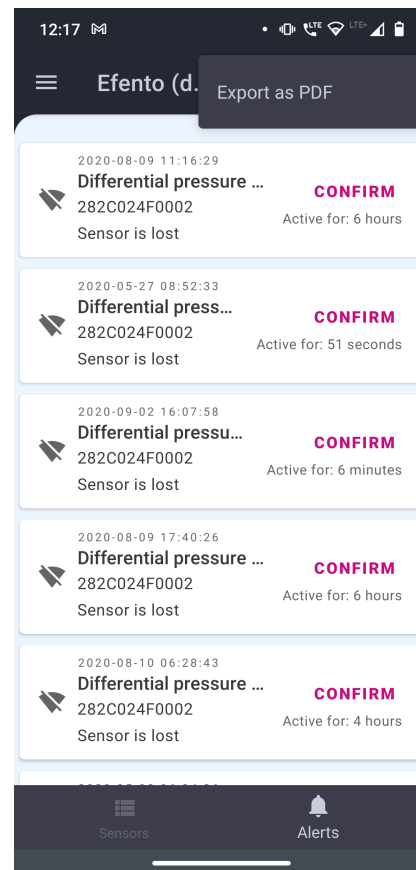 12:17
LTE LTE+
Efento (d.
Export as PDF
2020-08-09 11:16:29
Differential pressure ...
282C024F0002
Sensor is lost
CONFIRM
Active for: 6 hours
2020-05-27 08:52:33
Differential press...
282C024F0002
Sensor is lost
CONFIRM
Active for: 51 seconds
2020-09-02 16:07:58
Differential pressu...
282C024F0002
Sensor is lost
CONFIRM
Active for: 6 minutes
2020-08-09 17:40:26
Differential pressure ...
282C024F0002
Sensor is lost
CONFIRM
Active for: 6 hours
2020-08-10 06:28:43
Differential pressure ...
282C024F0002
Sensor is lost
CONFIRM
Active for: 4 hours
Sensors
Alerts